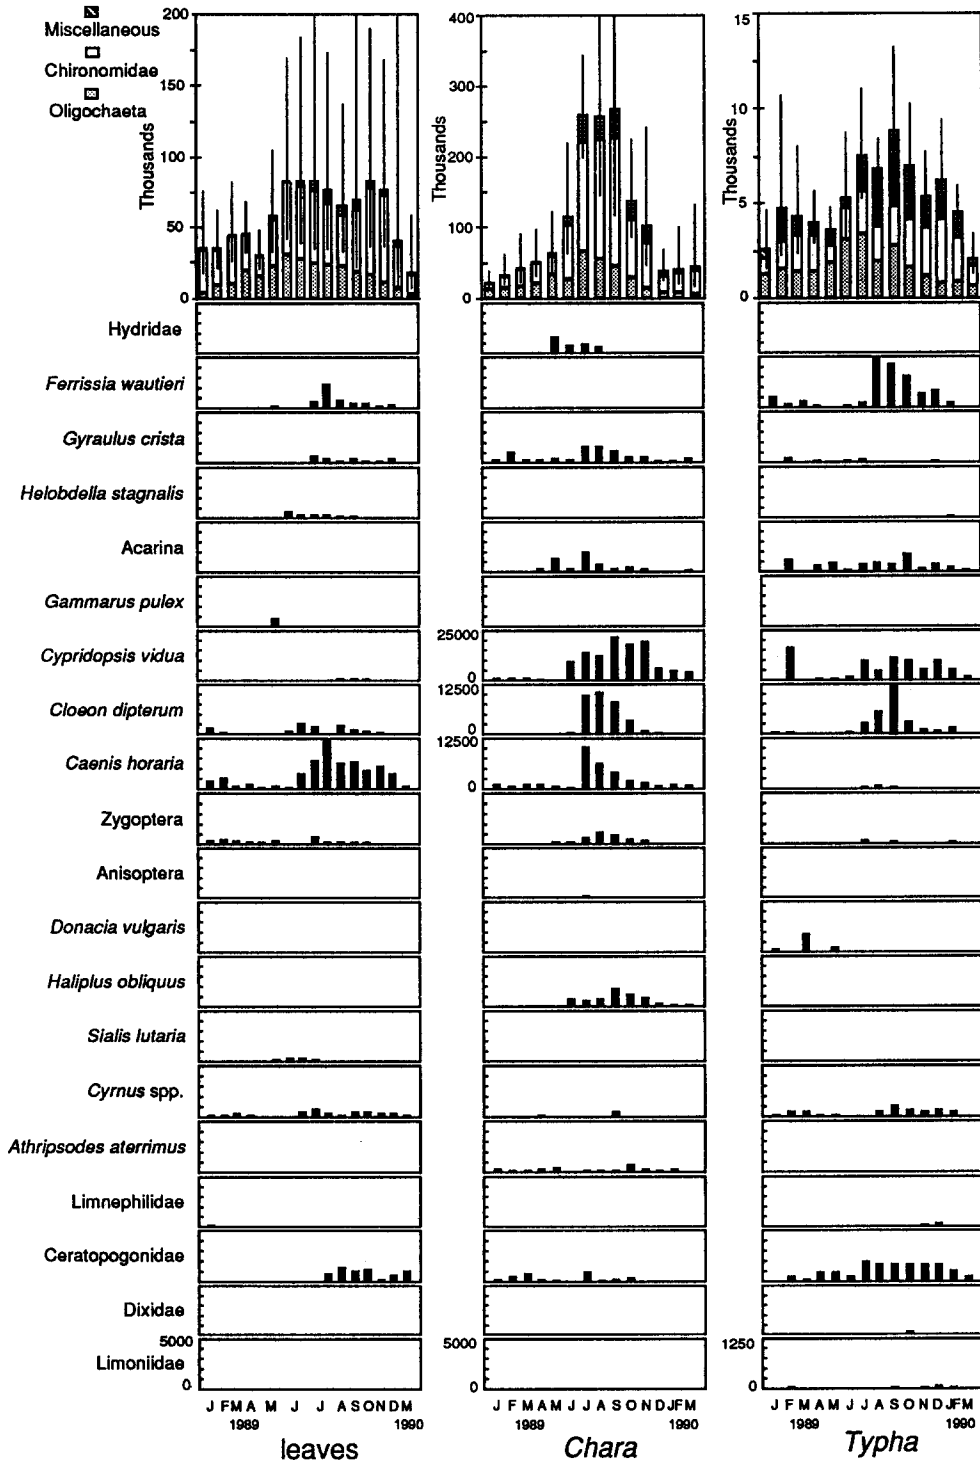 Miscellaneous
Chironomidae
Oligochaeta
Thousands
200
150
100
50
0
Thousands
400
300
200
100
0
Thousands
15
10
5
0
Hydridae
Ferrissia wautieri
Gyraulus crista
Helobdella stagnalis
Acarina
Gammarus pulex
Cypridopsis vidua
25000
0
Cloeon dipterum
12500
0
Caenis horaria
12500
0
Zygoptera
Anisoptera
Donacia vulgaris
Haliplus obliquus
Sialis lutaria
Cyrnus spp.
Athripsodes aterrimus
Limnephilidae
Ceratopogonidae
Dixidae
Limoniidae
5000
0
5000
0
1250
0
J F M A M J J A S O N D M
1989 1990
leaves
J F M A M J J A S O N D J F M
1989 1990
Chara
J F M A M J J A S O N D J F M
1989 1990
Typha